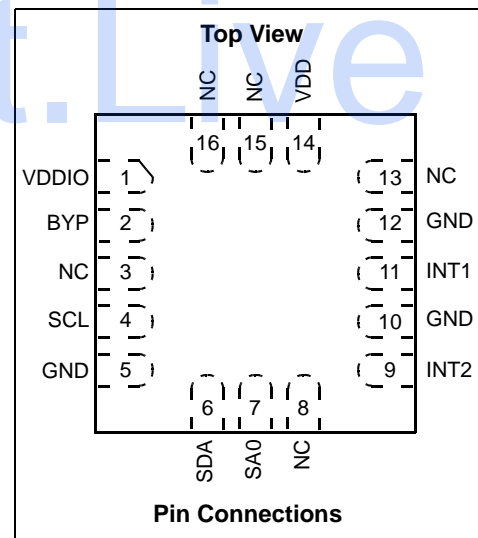 t.Live
Top View
NC NC VDD
16 15 14
VDDIO 1 13 NC
BYP 2 12 GND
NC 3 11 INT1
SCL 4 10 GND
GND 5 9 INT2
6 7 8
SDA SA0 NC
Pin Connections